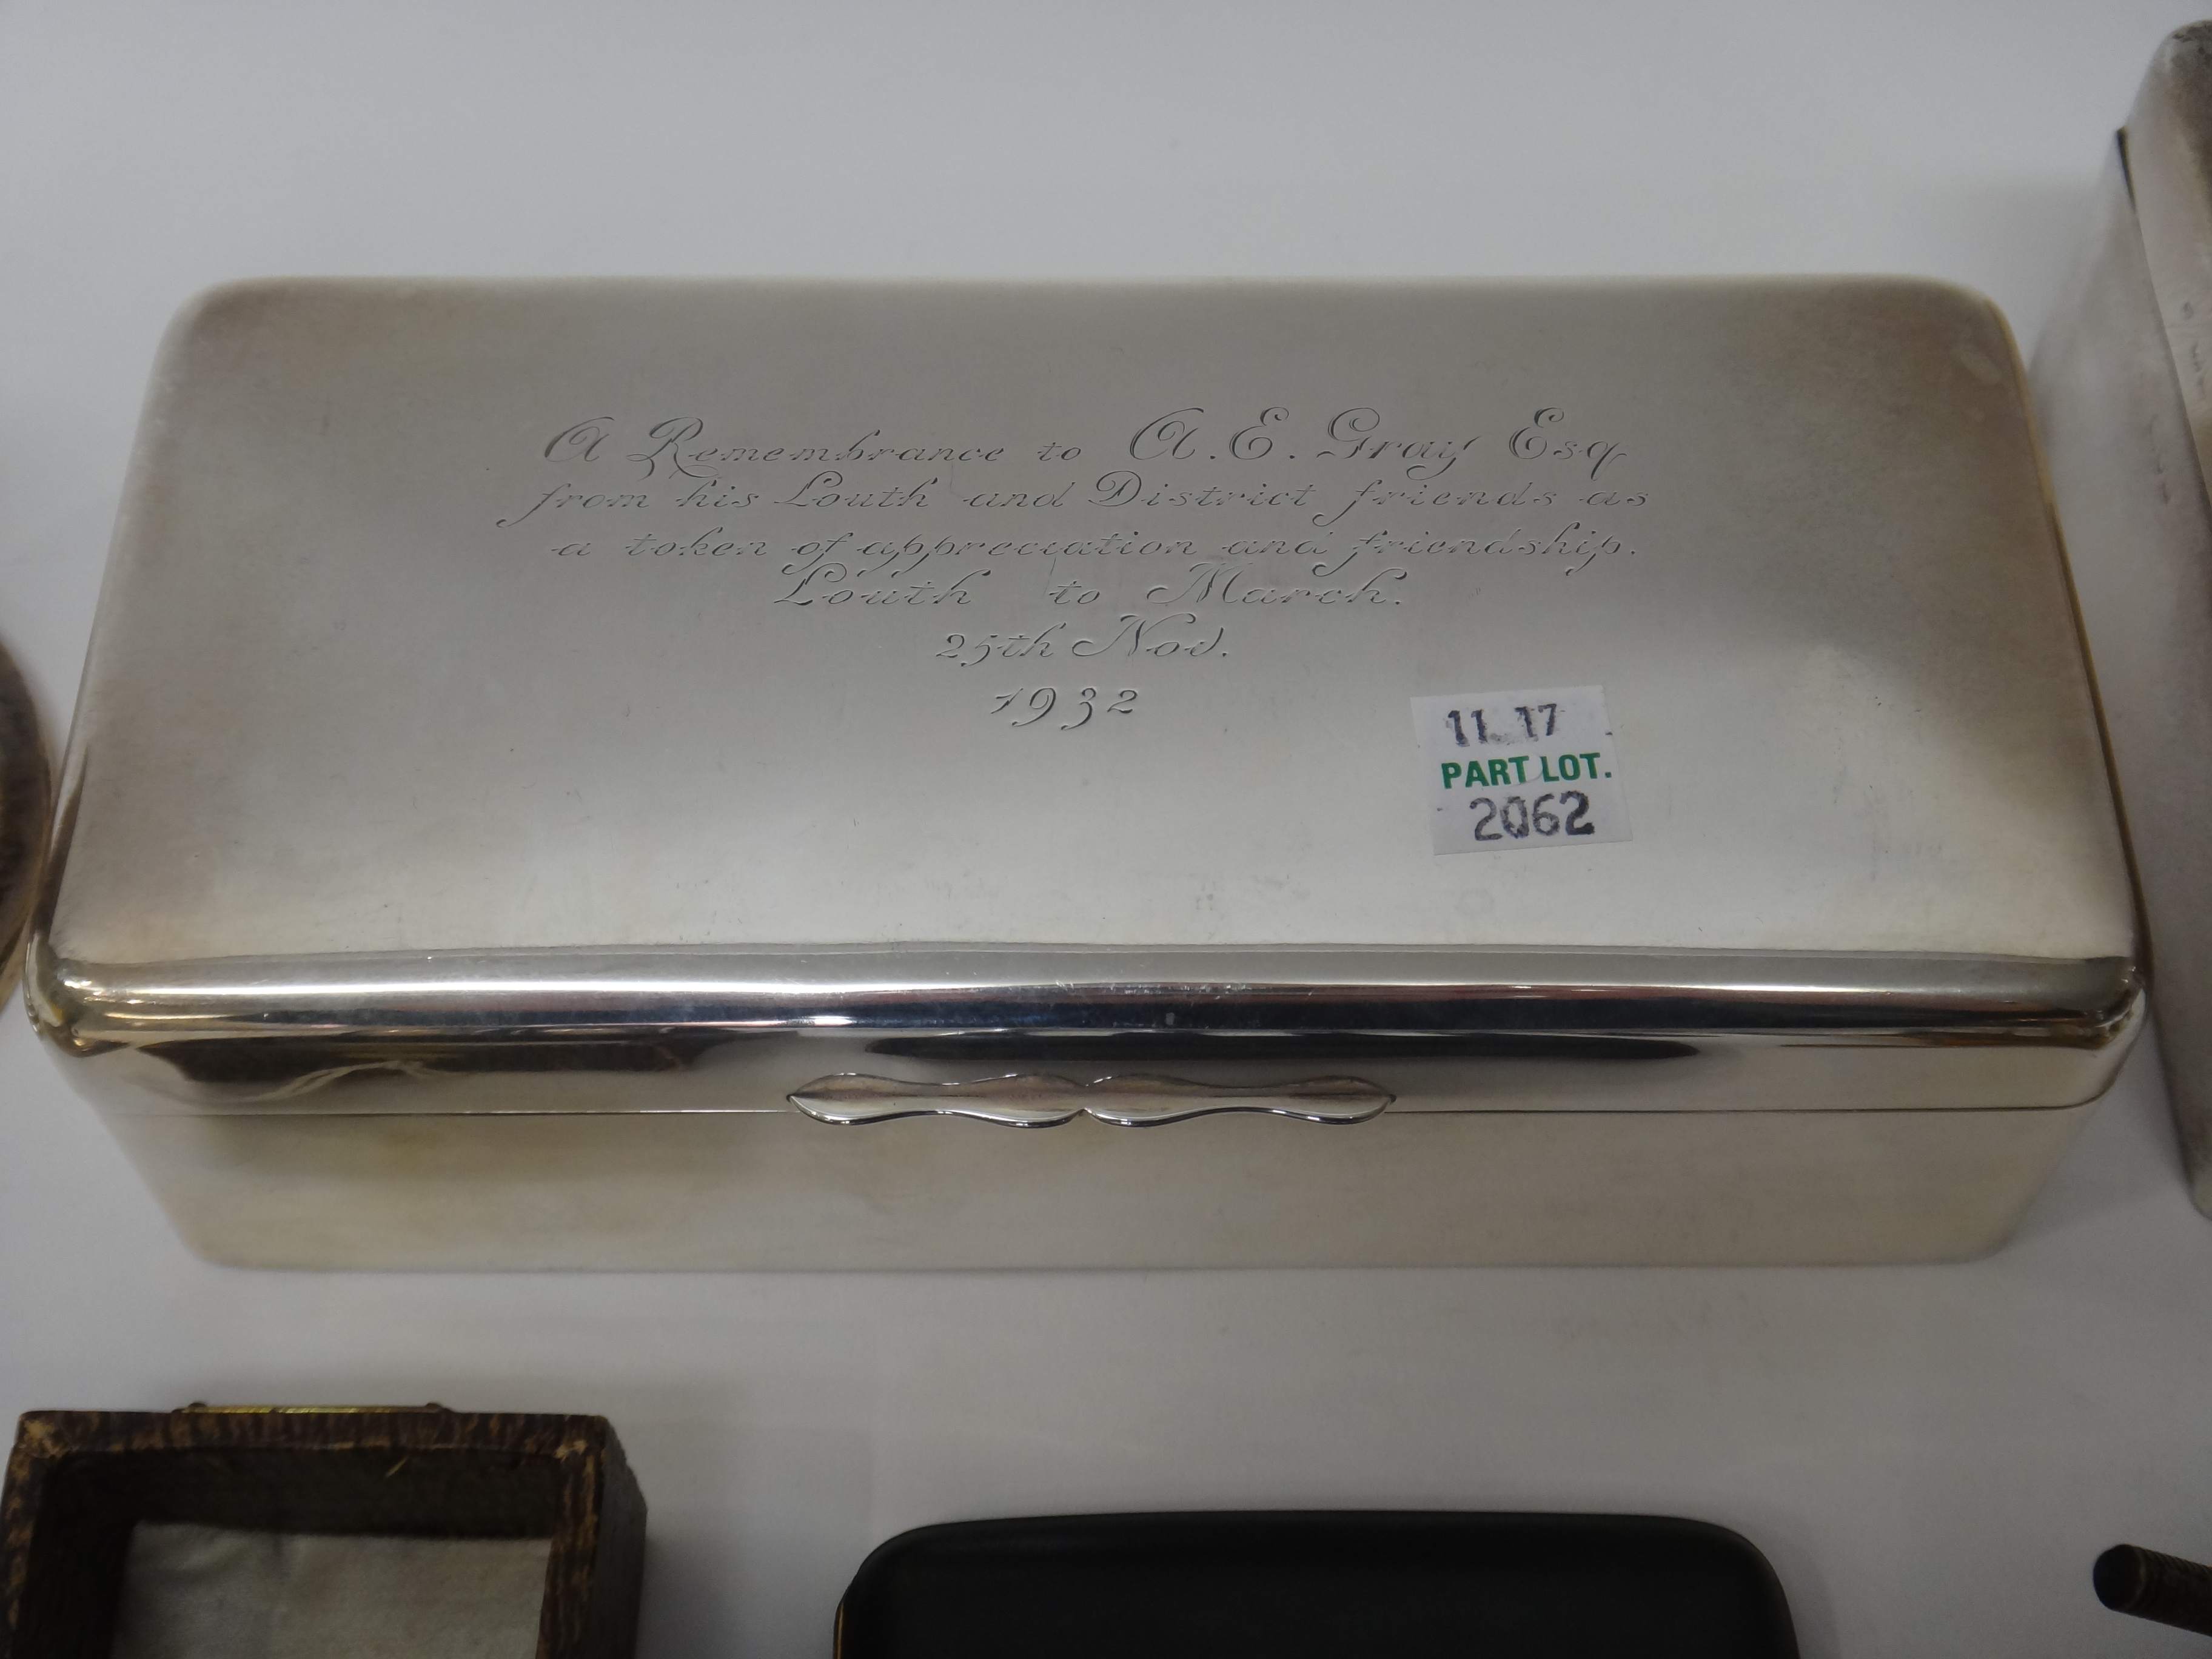 A Remembrance to A. E. Gray Esq
from his Louth and District friends as
a token of appreciation and friendship.
Louth to March.
25th Nov.
1932
11. 17
PART LOT.
2062